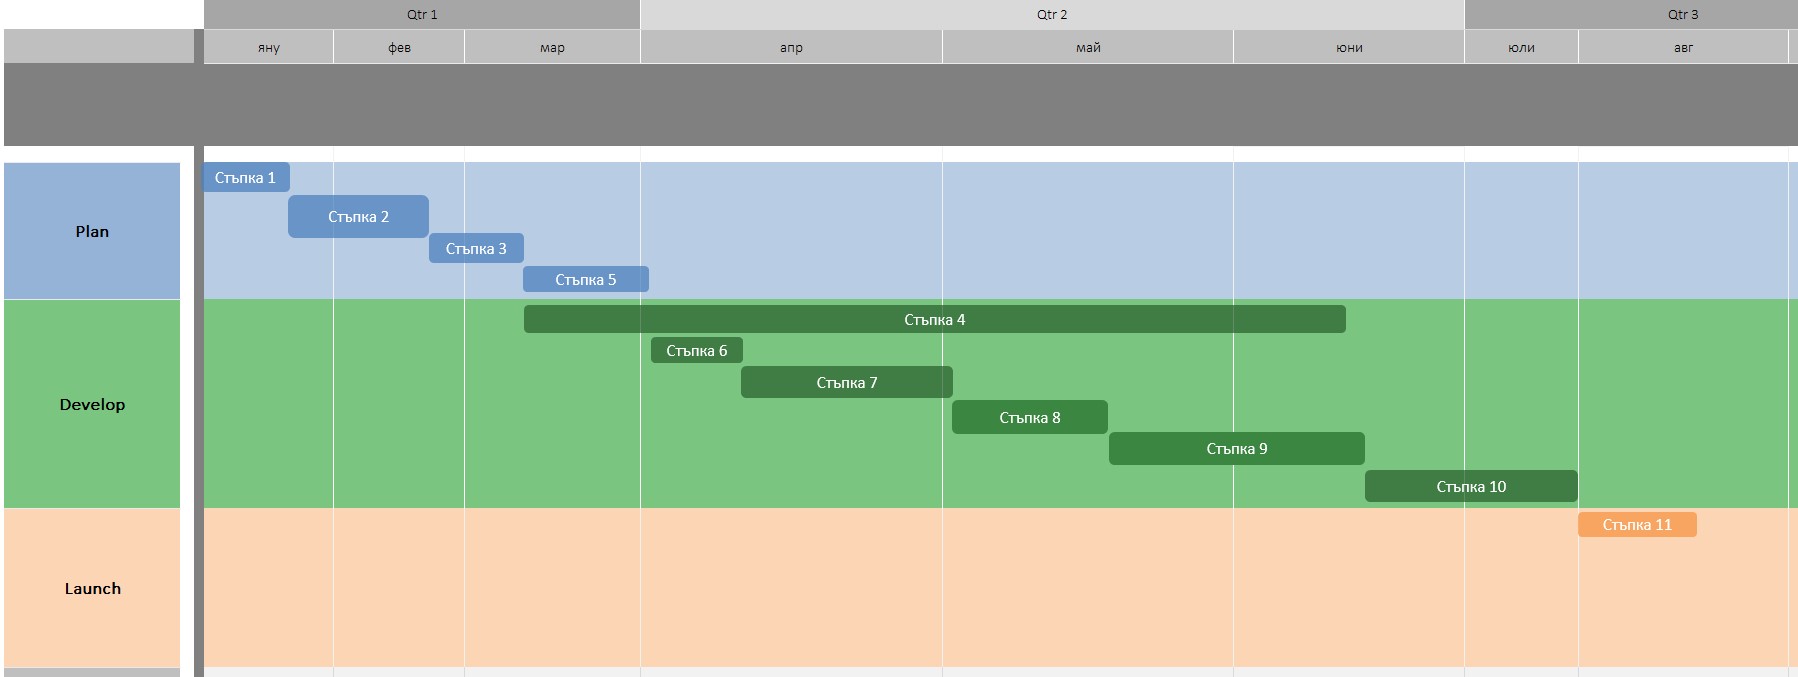 Qtr 1
Qtr 2
Qtr 3
яну
фев
мар
апр
май
юни
юли
авг
Plan
Стъпка 1
Стъпка 2
Стъпка 3
Стъпка 5
Develop
Стъпка 4
Стъпка 6
Стъпка 7
Стъпка 8
Стъпка 9
Стъпка 10
Launch
Стъпка 11